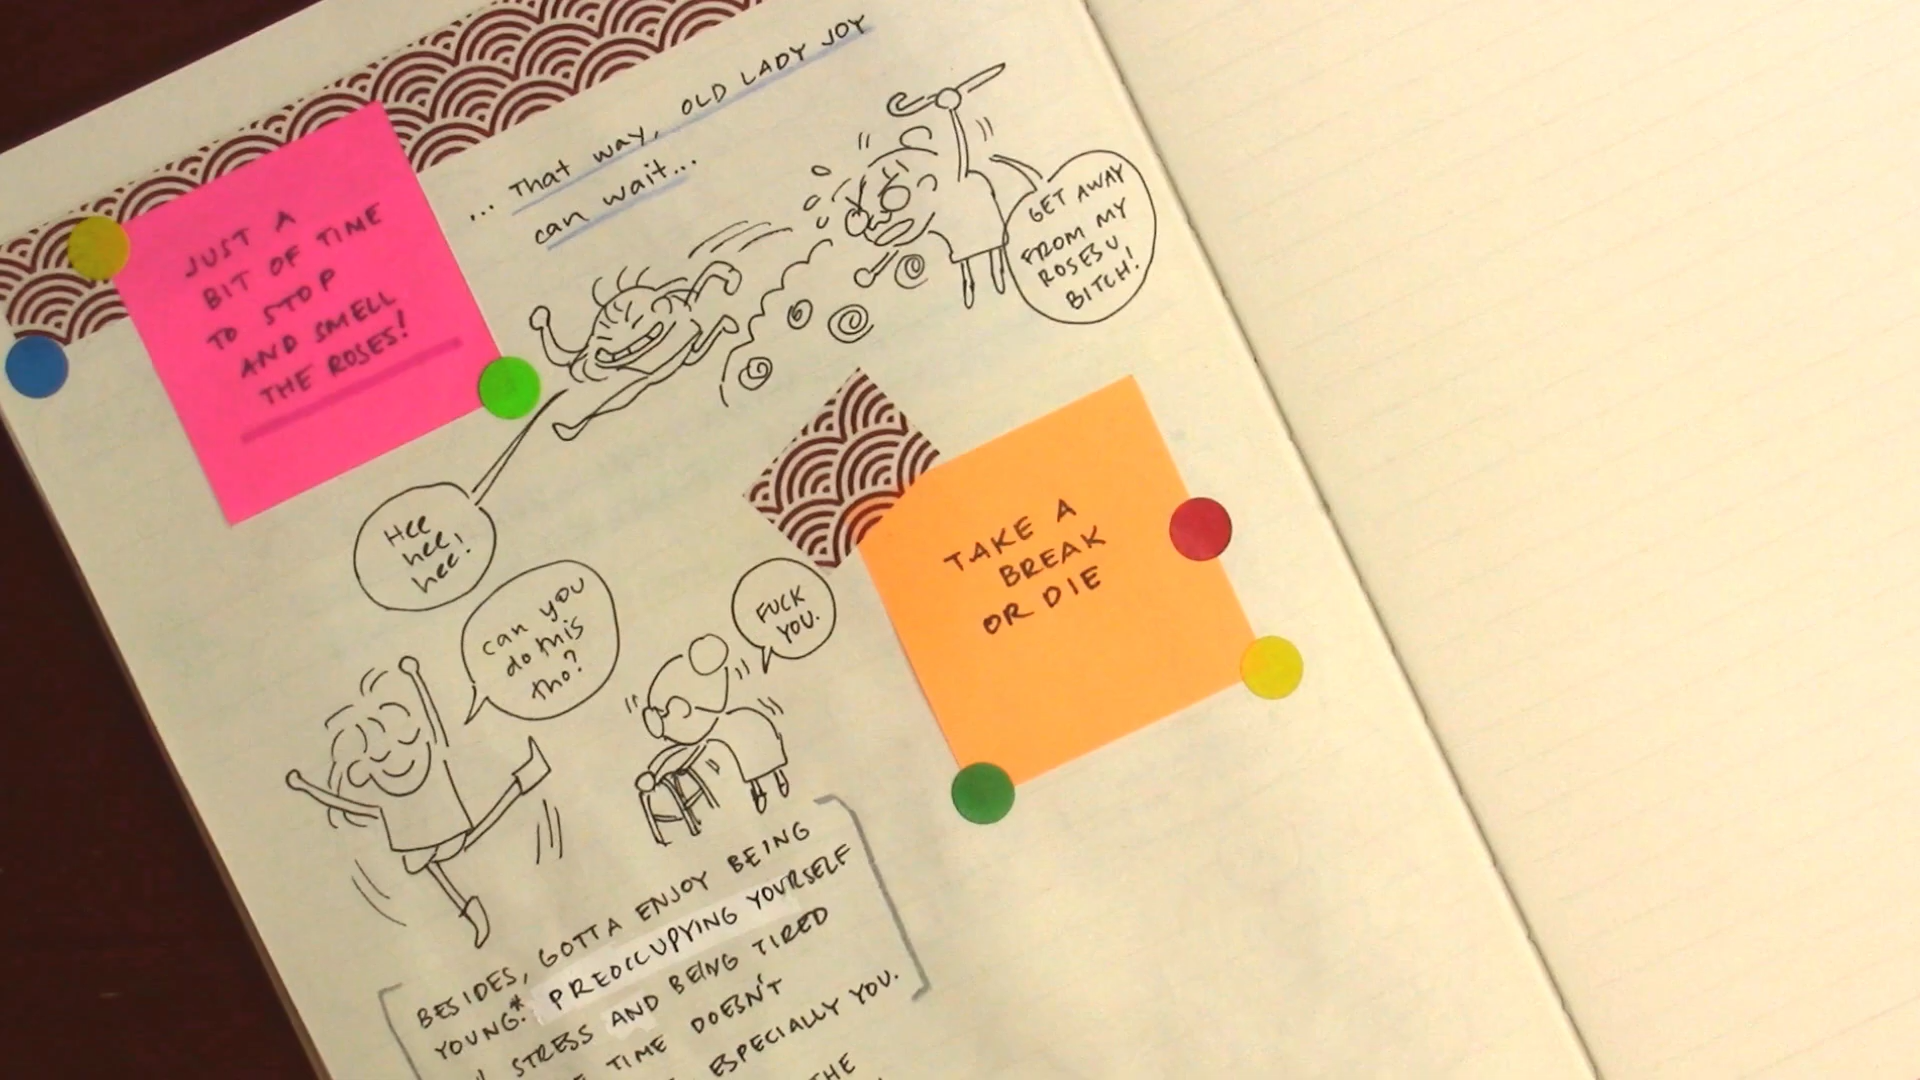 JUST A
BIT OF TIME
TO STOP
AND SMELL
THE ROSES!
... That way, OLD LADY JOY
can wait...
GET AWAY
FROM MY
ROSES U
BITCH!
Hee
hee,
hee!
can you
do this
tho?
FUCK
YOU.
TAKE A
BREAK
OR DIE
BESIDES, GOTTA ENJOY BEING
YOUNG.* PREOCCUPYING YOURSELF
STRESS AND BEING TIRED
TIME DOESN'T
ESPECIALLY YOU.
THE